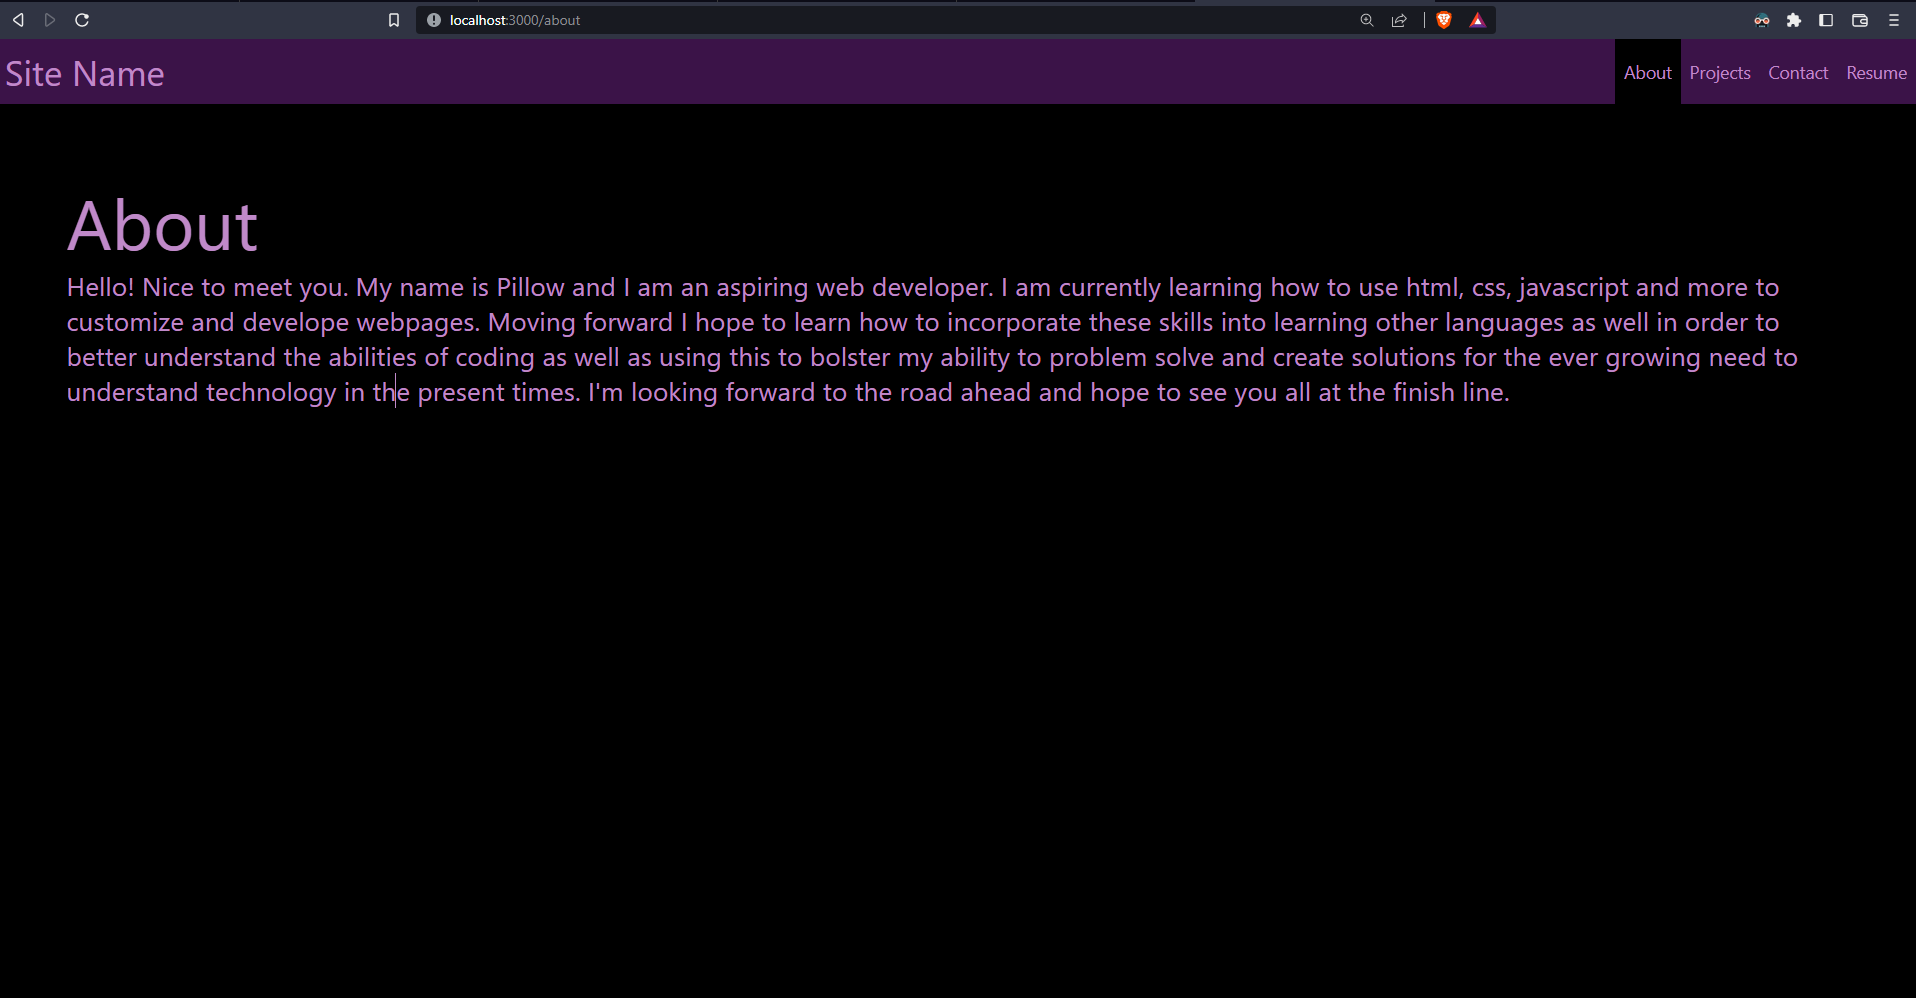 localhost:3000/about
Site Name
About Projects Contact Resume
About
Hello! Nice to meet you. My name is Pillow and I am an aspiring web developer. I am currently learning how to use html, css, javascript and more to
customize and develope webpages. Moving forward I hope to learn how to incorporate these skills into learning other languages as well in order to
better understand the abilities of coding as well as using this to bolster my ability to problem solve and create solutions for the ever growing need to
understand technology in the present times. I'm looking forward to the road ahead and hope to see you all at the finish line.